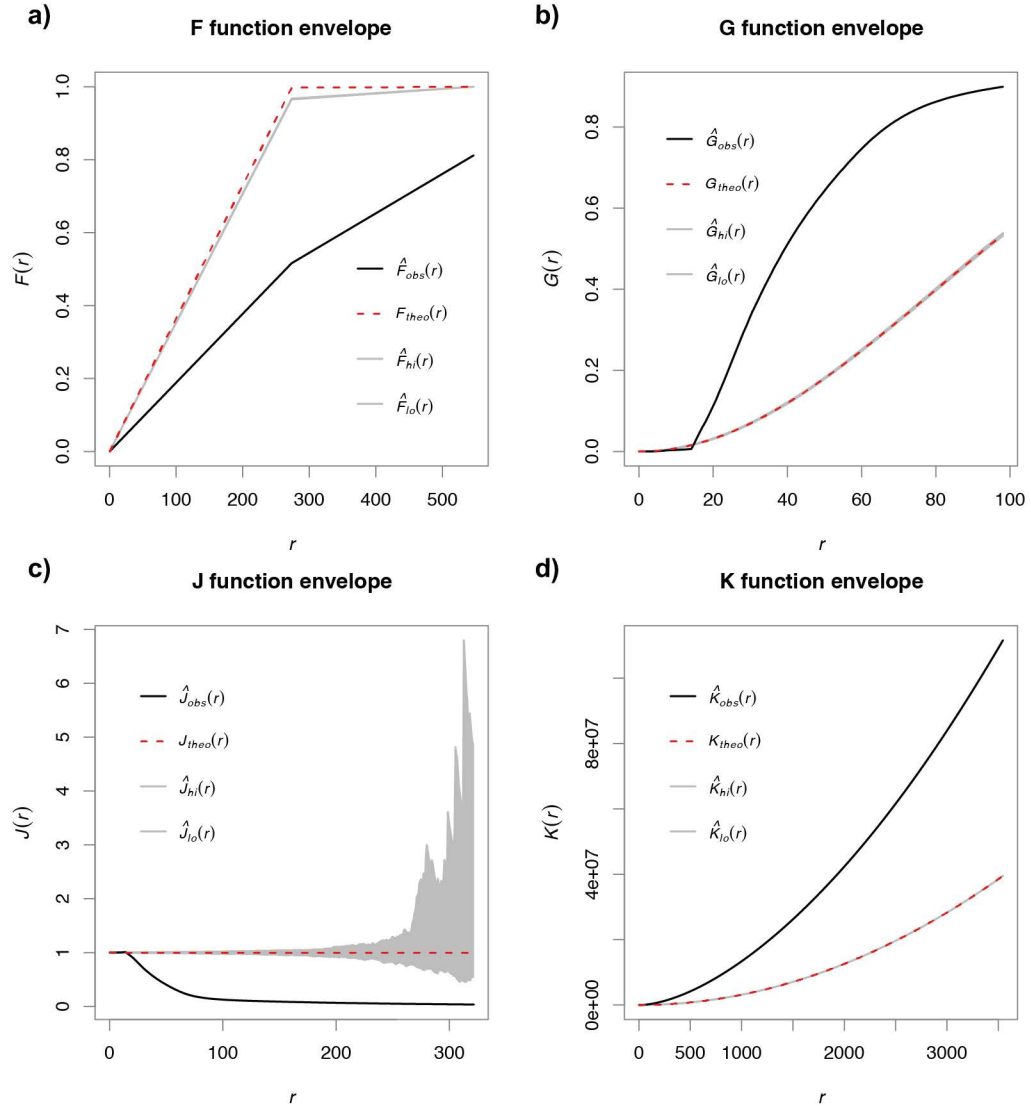 a)
F function envelope
F(r)
0.0 0.2 0.4 0.6 0.8 1.0
F̂obs(r)
Ftheo(r)
F̂hi(r)
F̂lo(r)
0 100 200 300 400 500
r
b)
G function envelope
G(r)
0.0 0.2 0.4 0.6 0.8
Ĝobs(r)
Gtheo(r)
Ĝhi(r)
Ĝlo(r)
0 20 40 60 80 100
r
c)
J function envelope
J(r)
0 1 2 3 4 5 6 7
Ĵobs(r)
Jtheo(r)
Ĵhi(r)
Ĵlo(r)
0 100 200 300
r
d)
K function envelope
K(r)
0e+00 4e+07 8e+07
K̂obs(r)
Ktheo(r)
K̂hi(r)
K̂lo(r)
0 500 1000 2000 3000
r